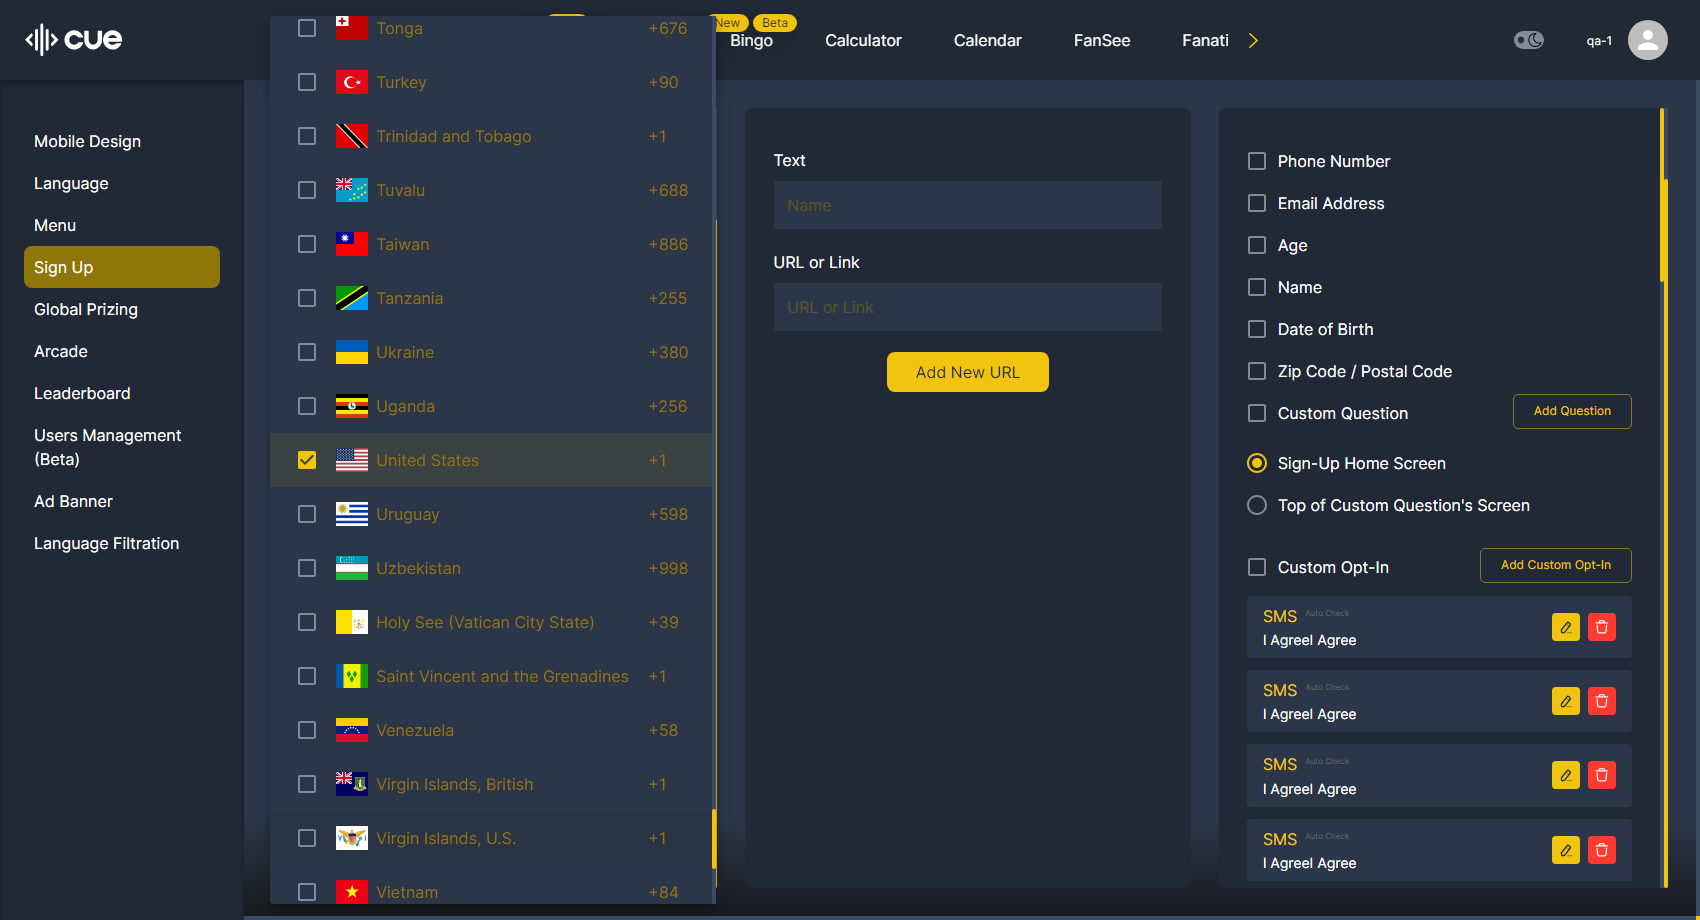 cue
New
Beta
Bingo
Calculator
Calendar
FanSee
Fanati
qa-1
Mobile Design
Language
Menu
Sign Up
Global Prizing
Arcade
Leaderboard
Users Management
(Beta)
Ad Banner
Language Filtration
Tonga +676
Turkey +90
Trinidad and Tobago +1
Tuvalu +688
Taiwan +886
Tanzania +255
Ukraine +380
Uganda +256
United States +1
Uruguay +598
Uzbekistan +998
Holy See (Vatican City State) +39
Saint Vincent and the Grenadines +1
Venezuela +58
Virgin Islands, British +1
Virgin Islands, U.S. +1
Vietnam +84
Text
Name
URL or Link
URL or Link
Add New URL
Phone Number
Email Address
Age
Name
Date of Birth
Zip Code / Postal Code
Custom Question
Add Question
Sign-Up Home Screen
Top of Custom Question's Screen
Custom Opt-In
Add Custom Opt-In
SMS Auto Check
I AgreeI Agree
SMS Auto Check
I AgreeI Agree
SMS Auto Check
I AgreeI Agree
SMS Auto Check
I AgreeI Agree